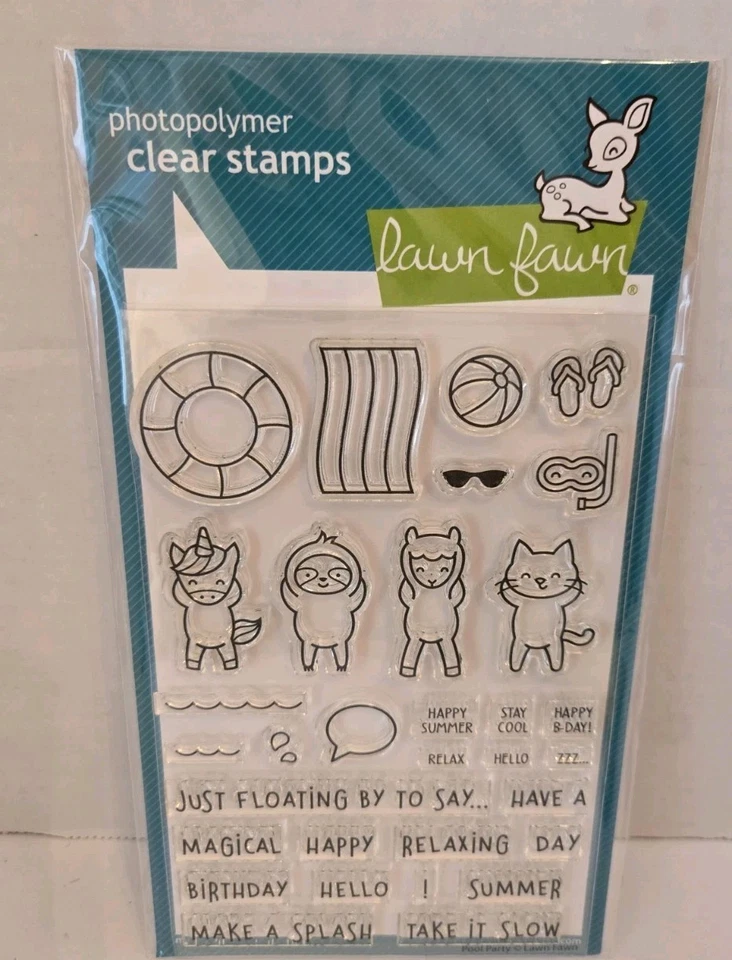 photopolymer
clear stamps
lawn fawn
®
HAPPY SUMMER
STAY COOL
HAPPY B-DAY!
RELAX
HELLO
ZZZ...
JUST FLOATING BY TO SAY... HAVE A
MAGICAL HAPPY RELAXING DAY
BIRTHDAY HELLO ! SUMMER
MAKE A SPLASH TAKE IT SLOW
Pool Party © Lawn Fawn